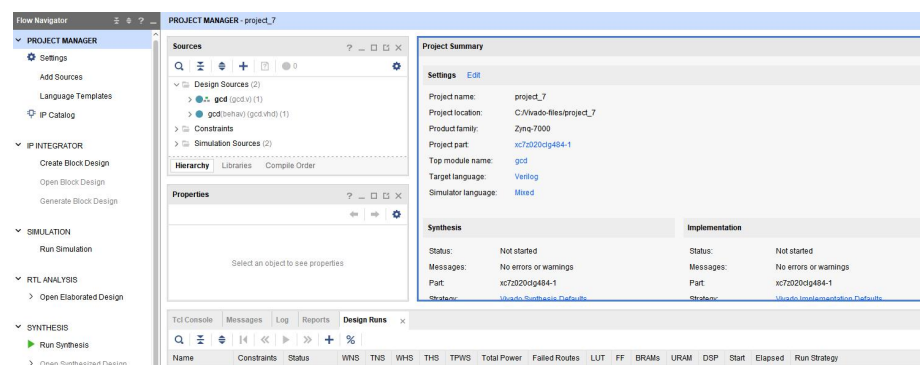 Flow Navigator
PROJECT MANAGER
Settings
Add Sources
Language Templates
IP Catalog
IP INTEGRATOR
Create Block Design
Open Block Design
Generate Block Design
SIMULATION
Run Simulation
RTL ANALYSIS
Open Elaborated Design
SYNTHESIS
Run Synthesis
Open Synthesized Design
PROJECT MANAGER - project_7
Sources
0
Design Sources (2)
gcd (gcd.v) (1)
gcd(behav) (gcd.vhd) (1)
Constraints
Simulation Sources (2)
Hierarchy Libraries Compile Order
Properties
Select an object to see properties
Project Summary
Settings Edit
Project name: project_7
Project location: C:/Vivado-files/project_7
Product family: Zynq-7000
Project part: xc7z020clg484-1
Top module name: gcd
Target language: Verilog
Simulator language: Mixed
Synthesis
Status: Not started
Messages: No errors or warnings
Part: xc7z020clg484-1
Strategy: Vivado Synthesis Defaults
Implementation
Status: Not started
Messages: No errors or warnings
Part: xc7z020clg484-1
Strategy: Vivado Implementation Defaults
Tcl Console Messages Log Reports Design Runs
Name Constraints Status WNS TNS WHS THS TPWS Total Power Failed Routes LUT FF BRAMs URAM DSP Start Elapsed Run Strategy